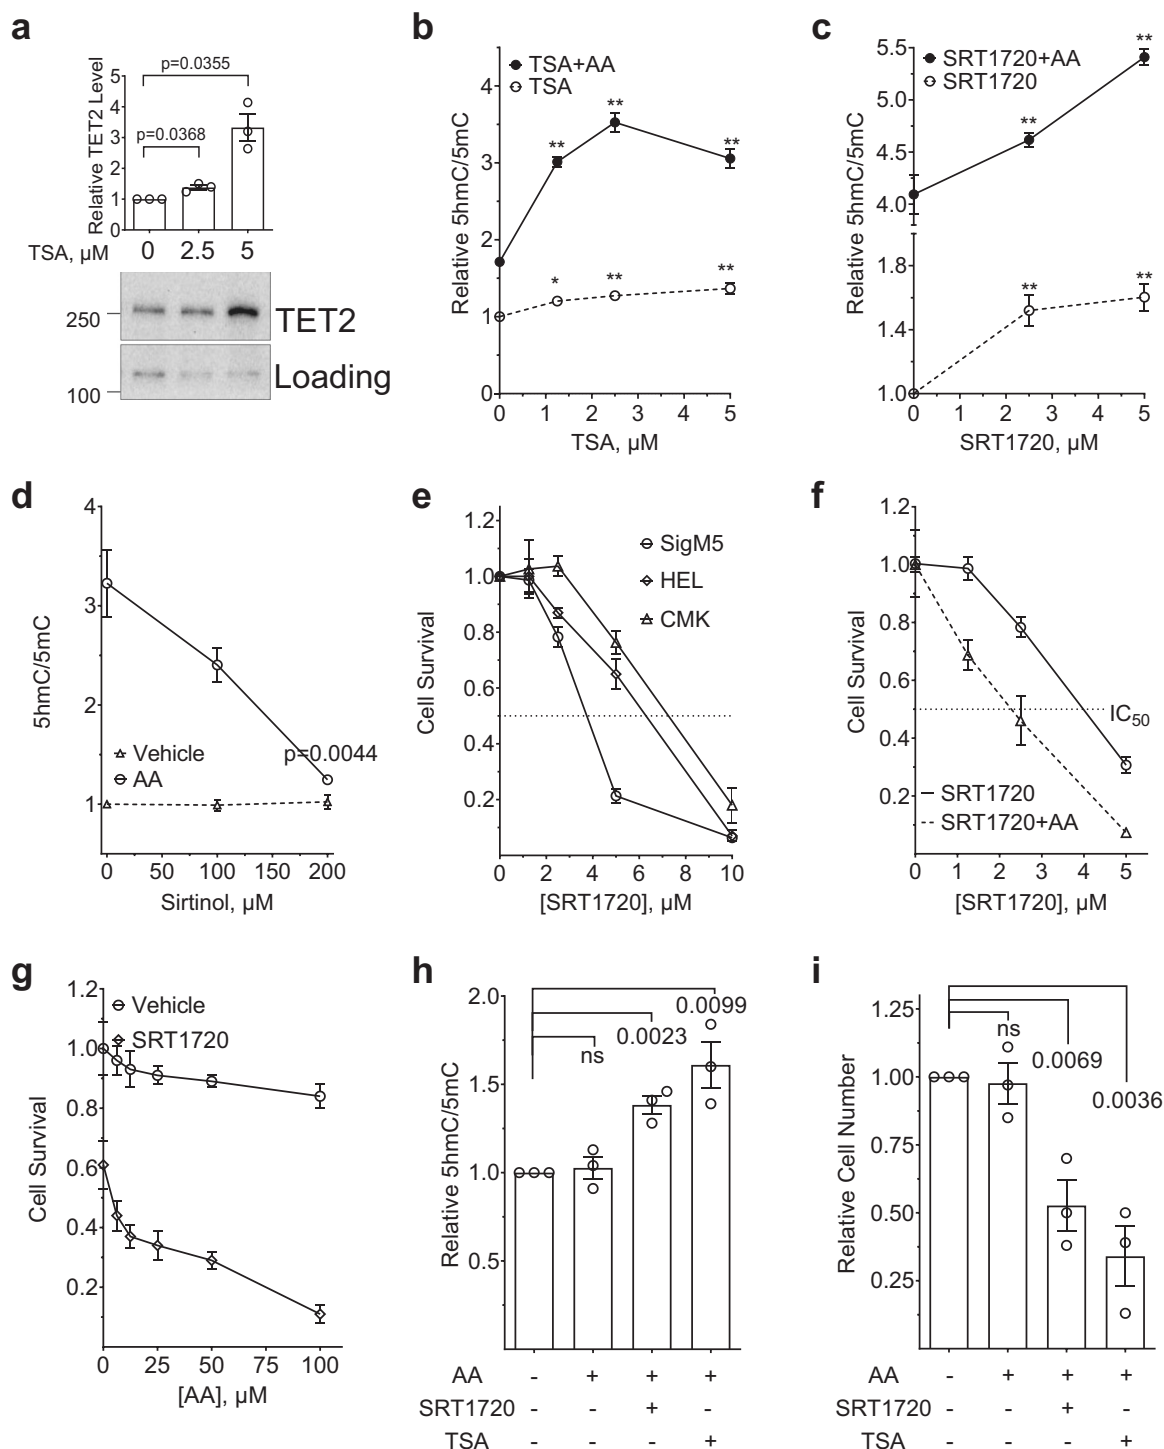 a
p=0.0355
p=0.0368
Relative TET2 Level
5
4
3
2
1
0
0 2.5 5
TSA, µM
250
TET2
100
Loading
b
TSA+AA
TSA
Relative 5hmC/5mC
4
3
2
1
0
** ** **
* ** **
0 1 2 3 4 5
TSA, µM
c
SRT1720+AA
SRT1720
Relative 5hmC/5mC
5.5
5.0
4.5
4.0
1.8
1.4
1.0
** **
** **
0 1 2 3 4 5
SRT1720, µM
d
5hmC/5mC
4
3
2
1
p=0.0044
Vehicle
AA
0 50 100 150 200
Sirtinol, µM
e
SigM5
HEL
CMK
Cell Survival
1.2
1.0
0.8
0.6
0.4
0.2
0 2 4 6 8 10
[SRT1720], µM
f
Cell Survival
1.2
1.0
0.8
0.6
0.4
0.2
IC50
SRT1720
SRT1720+AA
0 1 2 3 4 5
[SRT1720], µM
g
Vehicle
SRT1720
Cell Survival
1.2
1.0
0.8
0.6
0.4
0.2
0 25 50 75 100
[AA], µM
h
Relative 5hmC/5mC
2.0
1.5
1.0
0.5
ns
0.0023
0.0099
AA - + + +
SRT1720 - - + -
TSA - - - +
i
Relative Cell Number
1.25
1.00
0.75
0.50
0.25
ns
0.0069
0.0036
- + + +
- - + -
- - - +